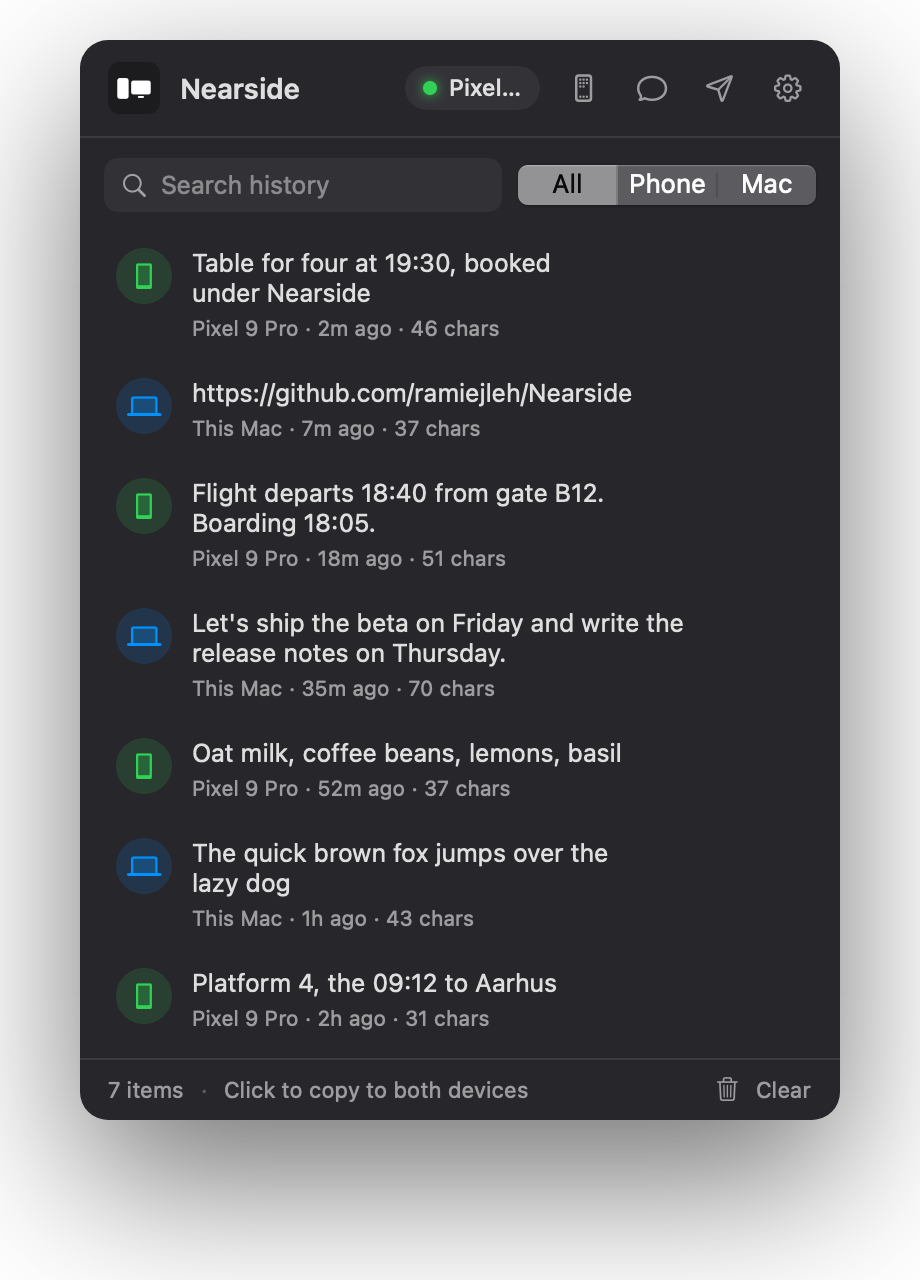 Nearside
Pixel...
Search history
All
Phone
Mac
Table for four at 19:30, booked
under Nearside
Pixel 9 Pro · 2m ago · 46 chars
https://github.com/ramiejleh/Nearside
This Mac · 7m ago · 37 chars
Flight departs 18:40 from gate B12.
Boarding 18:05.
Pixel 9 Pro · 18m ago · 51 chars
Let's ship the beta on Friday and write the
release notes on Thursday.
This Mac · 35m ago · 70 chars
Oat milk, coffee beans, lemons, basil
Pixel 9 Pro · 52m ago · 37 chars
The quick brown fox jumps over the
lazy dog
This Mac · 1h ago · 43 chars
Platform 4, the 09:12 to Aarhus
Pixel 9 Pro · 2h ago · 31 chars
7 items · Click to copy to both devices
Clear